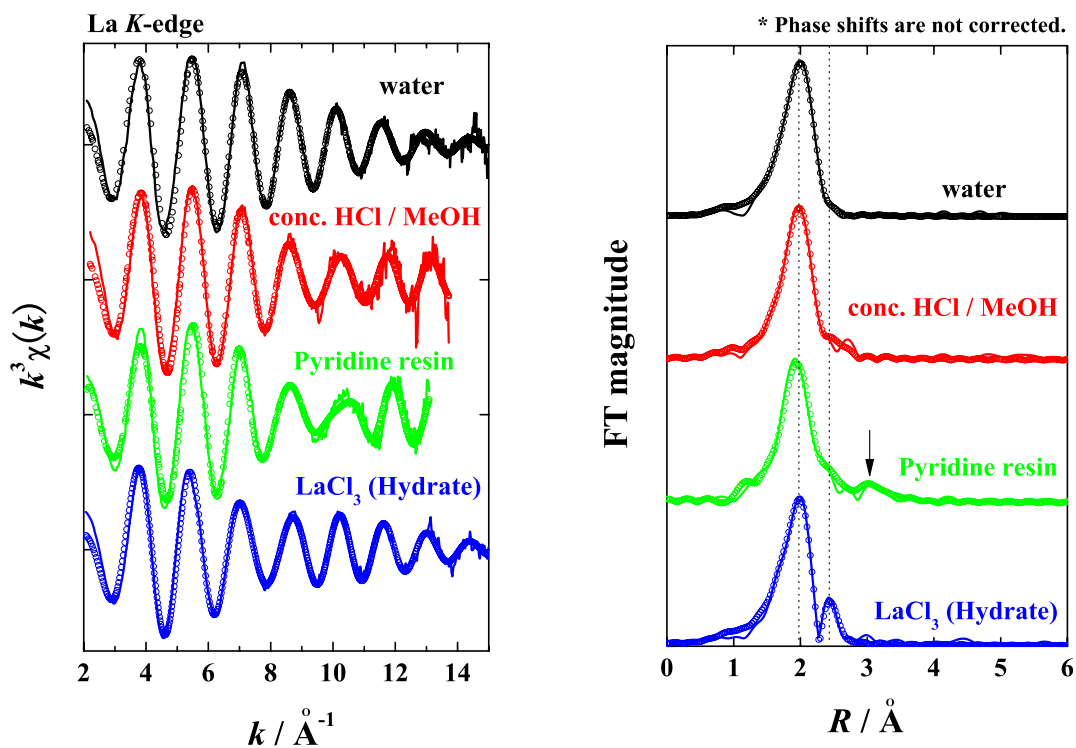 La K-edge
* Phase shifts are not corrected.
water
conc. HCl / MeOH
Pyridine resin
LaCl₃ (Hydrate)
k³χ(k)
2 4 6 8 10 12 14
k / Å⁻¹
water
conc. HCl / MeOH
Pyridine resin
LaCl₃ (Hydrate)
FT magnitude
0 1 2 3 4 5 6
R / Å